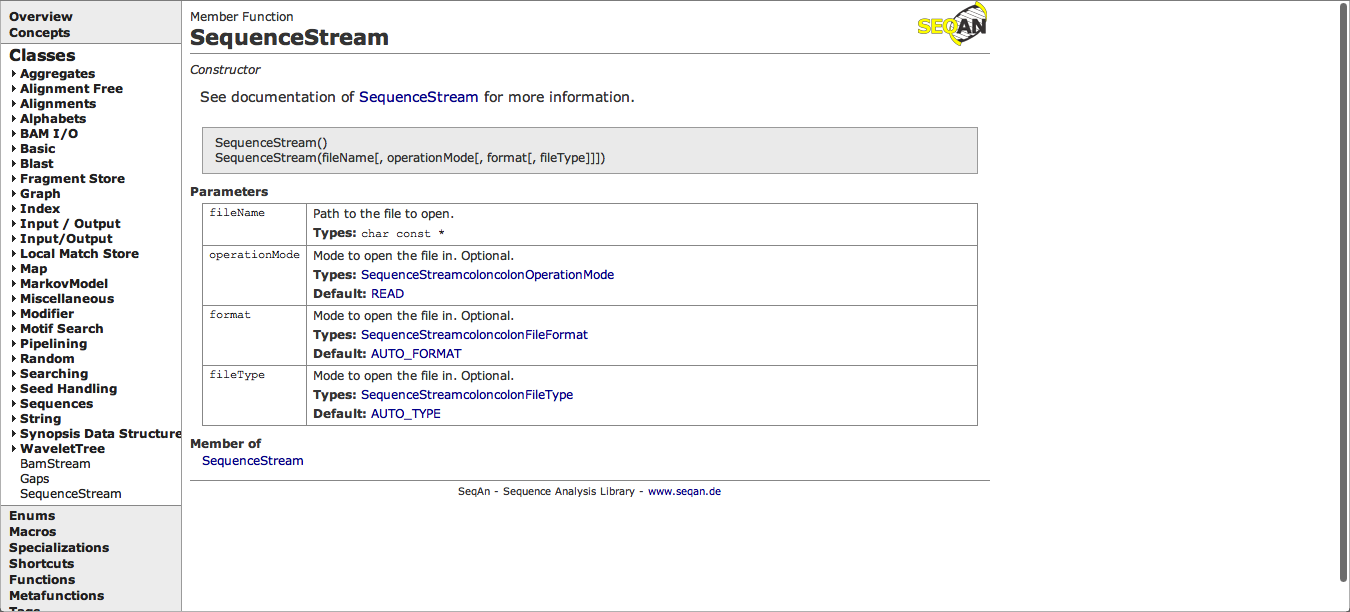 Overview
Concepts
Classes
Aggregates
Alignment Free
Alignments
Alphabets
BAM I/O
Basic
Blast
Fragment Store
Graph
Index
Input / Output
Input/Output
Local Match Store
Map
MarkovModel
Miscellaneous
Modifier
Motif Search
Pipelining
Random
Searching
Seed Handling
Sequences
String
Synopsis Data Structure
WaveletTree
BamStream
Gaps
SequenceStream
Enums
Macros
Specializations
Shortcuts
Functions
Metafunctions
Tags
Member Function
SequenceStream
SEQAN
Constructor
See documentation of SequenceStream for more information.
SequenceStream()
SequenceStream(fileName[, operationMode[, format[, fileType]]])
Parameters
fileName
Path to the file to open.
Types: char const *
operationMode
Mode to open the file in. Optional.
Types: SequenceStreamcoloncolonOperationMode
Default: READ
format
Mode to open the file in. Optional.
Types: SequenceStreamcoloncolonFileFormat
Default: AUTO_FORMAT
fileType
Mode to open the file in. Optional.
Types: SequenceStreamcoloncolonFileType
Default: AUTO_TYPE
Member of
SequenceStream
SeqAn - Sequence Analysis Library - www.seqan.de